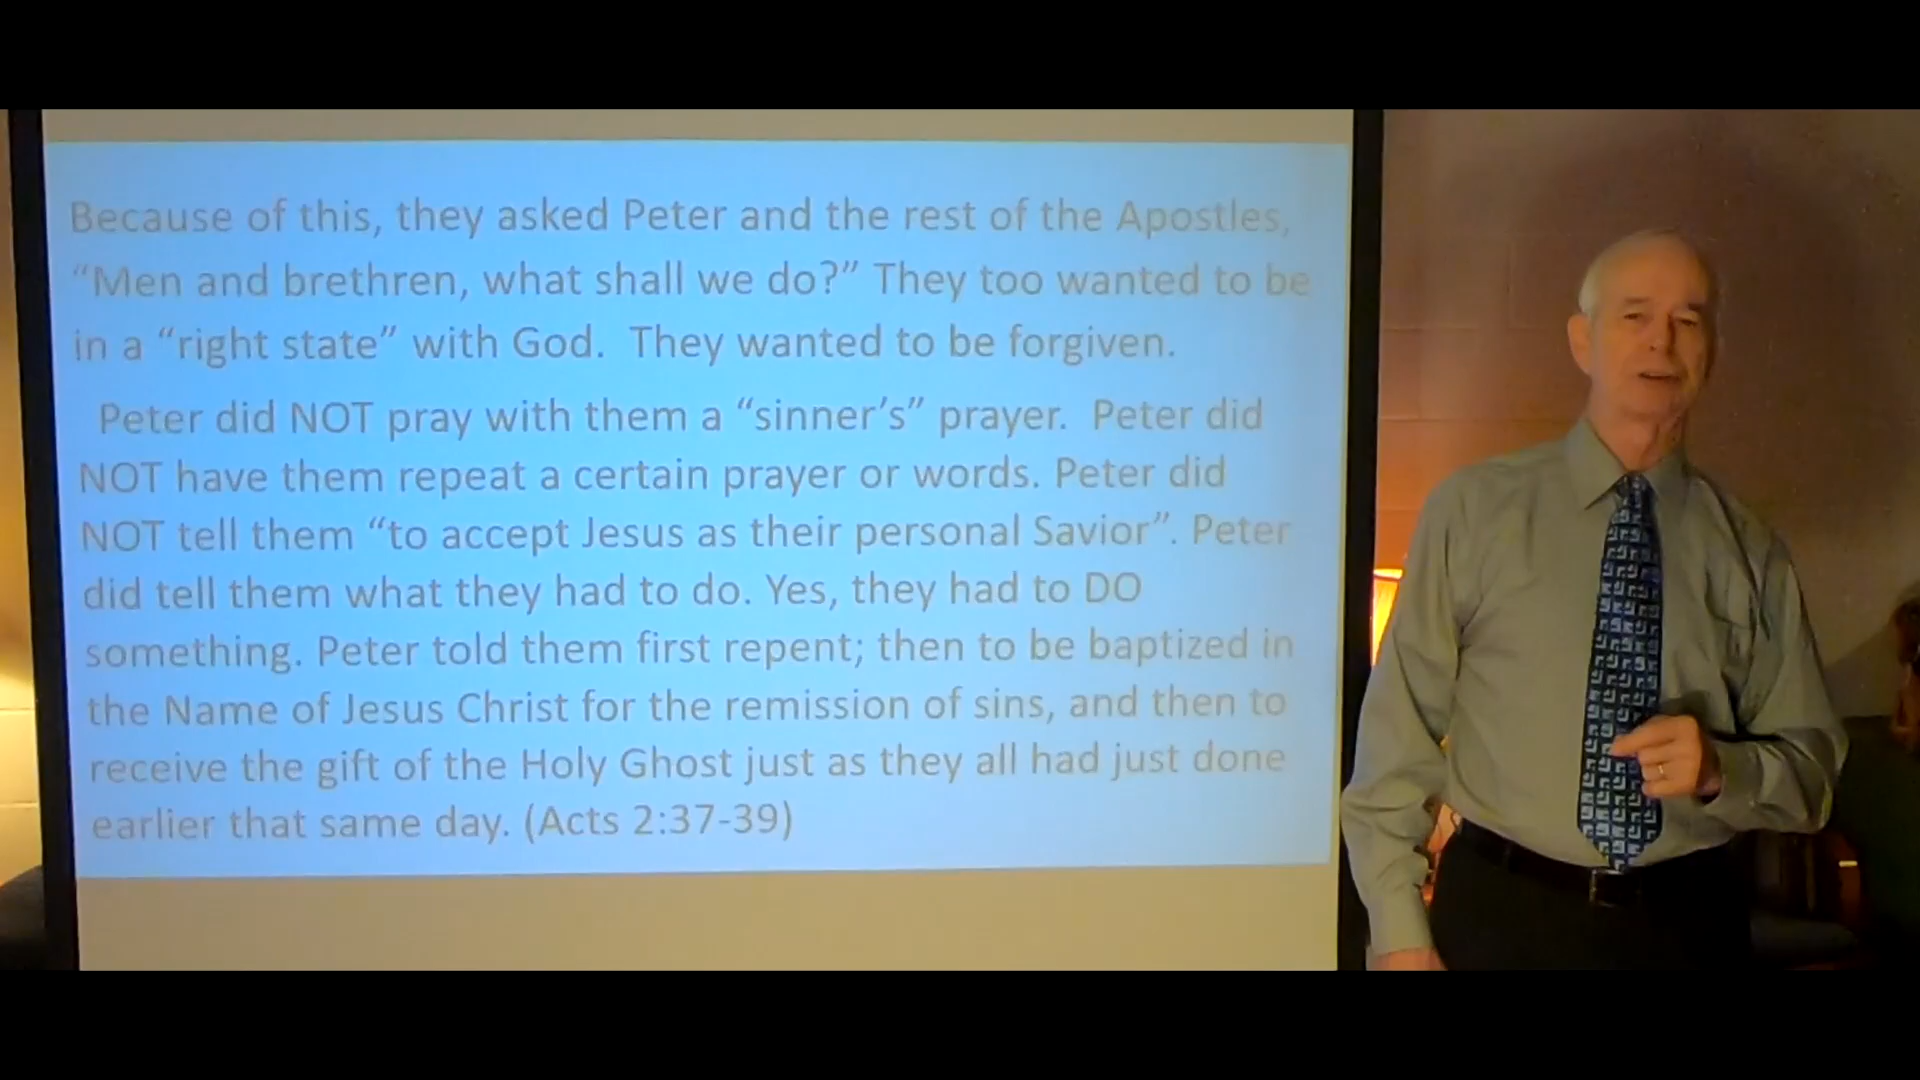 Because of this, they asked Peter and the rest of the Apostles,
“Men and brethren, what shall we do?” They too wanted to be
in a “right state” with God.  They wanted to be forgiven.
Peter did NOT pray with them a “sinner’s” prayer.  Peter did
NOT have them repeat a certain prayer or words. Peter did
NOT tell them “to accept Jesus as their personal Savior”. Peter
did tell them what they had to do. Yes, they had to DO
something. Peter told them first repent; then to be baptized in
the Name of Jesus Christ for the remission of sins, and then to
receive the gift of the Holy Ghost just as they all had just done
earlier that same day. (Acts 2:37-39)